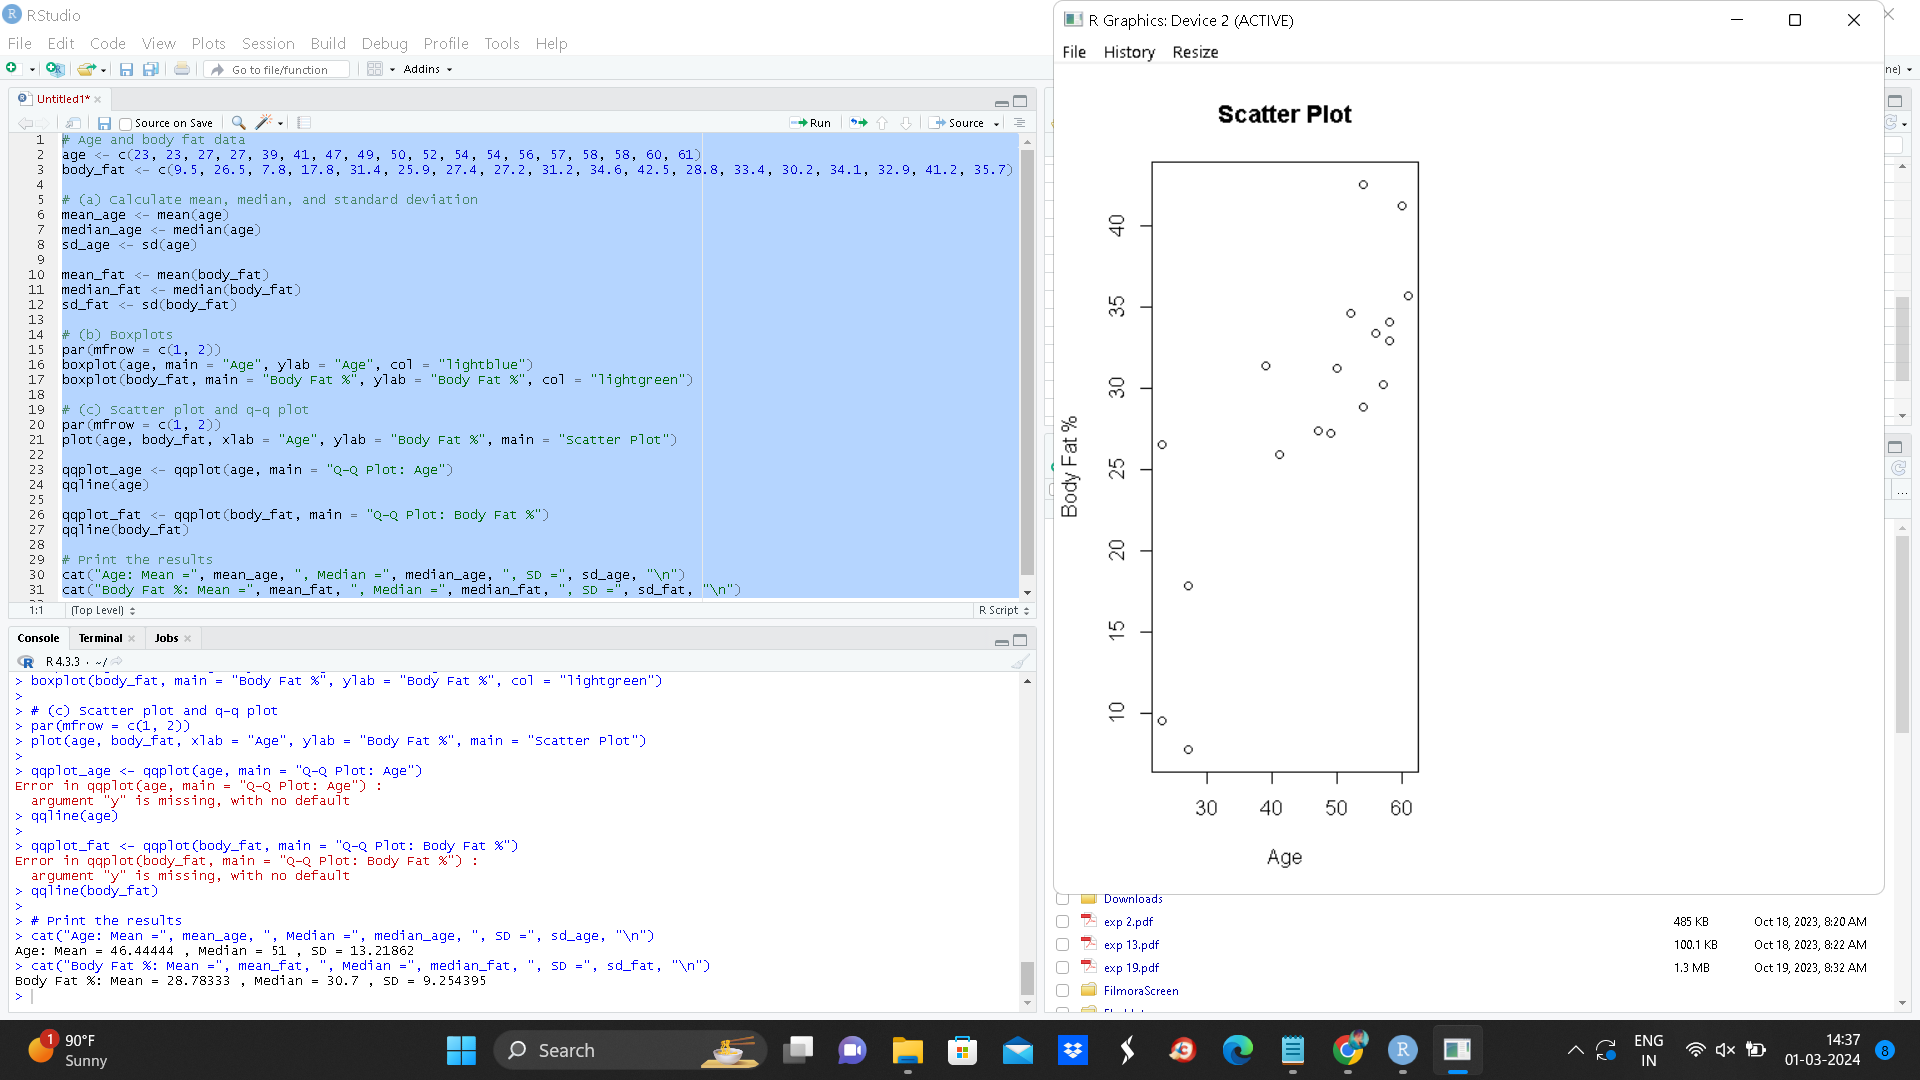 RStudio
File Edit Code View Plots Session Build Debug Profile Tools Help
Go to file/function
Addins
Untitled1*
Source on Save
Run
Source
1 # Age and body fat data
2 age <- c(23, 23, 27, 27, 39, 41, 47, 49, 50, 52, 54, 54, 56, 57, 58, 58, 60, 61)
3 body_fat <- c(9.5, 26.5, 7.8, 17.8, 31.4, 25.9, 27.4, 27.2, 31.2, 34.6, 42.5, 28.8, 33.4, 30.2, 34.1, 32.9, 41.2, 35.7)
4
5 # (a) Calculate mean, median, and standard deviation
6 mean_age <- mean(age)
7 median_age <- median(age)
8 sd_age <- sd(age)
9
10 mean_fat <- mean(body_fat)
11 median_fat <- median(body_fat)
12 sd_fat <- sd(body_fat)
13
14 # (b) Boxplots
15 par(mfrow = c(1, 2))
16 boxplot(age, main = "Age", ylab = "Age", col = "lightblue")
17 boxplot(body_fat, main = "Body Fat %", ylab = "Body Fat %", col = "lightgreen")
18
19 # (c) Scatter plot and q-q plot
20 par(mfrow = c(1, 2))
21 plot(age, body_fat, xlab = "Age", ylab = "Body Fat %", main = "Scatter Plot")
22
23 qqplot_age <- qqplot(age, main = "Q-Q Plot: Age")
24 qqline(age)
25
26 qqplot_fat <- qqplot(body_fat, main = "Q-Q Plot: Body Fat %")
27 qqline(body_fat)
28
29 # Print the results
30 cat("Age: Mean =", mean_age, ", Median =", median_age, ", SD =", sd_age, "\n")
31 cat("Body Fat %: Mean =", mean_fat, ", Median =", median_fat, ", SD =", sd_fat, "\n")
1:1 (Top Level) R Script
Console Terminal Jobs
R 4.3.3 · ~/
> boxplot(body_fat, main = "Body Fat %", ylab = "Body Fat %", col = "lightgreen")
>
> # (c) Scatter plot and q-q plot
> par(mfrow = c(1, 2))
> plot(age, body_fat, xlab = "Age", ylab = "Body Fat %", main = "Scatter Plot")
>
> qqplot_age <- qqplot(age, main = "Q-Q Plot: Age")
Error in qqplot(age, main = "Q-Q Plot: Age") :
argument "y" is missing, with no default
> qqline(age)
>
> qqplot_fat <- qqplot(body_fat, main = "Q-Q Plot: Body Fat %")
Error in qqplot(body_fat, main = "Q-Q Plot: Body Fat %") :
argument "y" is missing, with no default
> qqline(body_fat)
>
> # Print the results
> cat("Age: Mean =", mean_age, ", Median =", median_age, ", SD =", sd_age, "\n")
Age: Mean = 46.44444 , Median = 51 , SD = 13.21862
> cat("Body Fat %: Mean =", mean_fat, ", Median =", median_fat, ", SD =", sd_fat, "\n")
Body Fat %: Mean = 28.78333 , Median = 30.7 , SD = 9.254395
>
R Graphics: Device 2 (ACTIVE)
File History Resize
ne)
Scatter Plot
Body Fat %
40
35
30
25
20
15
10
30 40 50 60
Age
...
Downloads
exp 2.pdf 485 KB Oct 18, 2023, 8:20 AM
exp 13.pdf 100.1 KB Oct 18, 2023, 8:22 AM
exp 19.pdf 1.3 MB Oct 19, 2023, 8:32 AM
FilmoraScreen
1
90°F
Sunny
Search
ENG
IN
14:37
01-03-2024
8